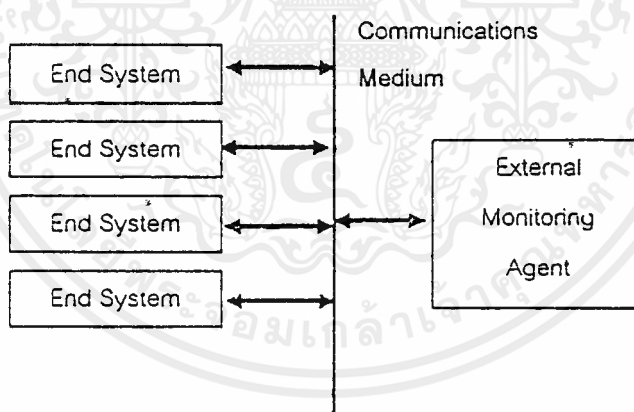 Communications
Medium
End System
End System
End System
End System
External
Monitoring
Agent